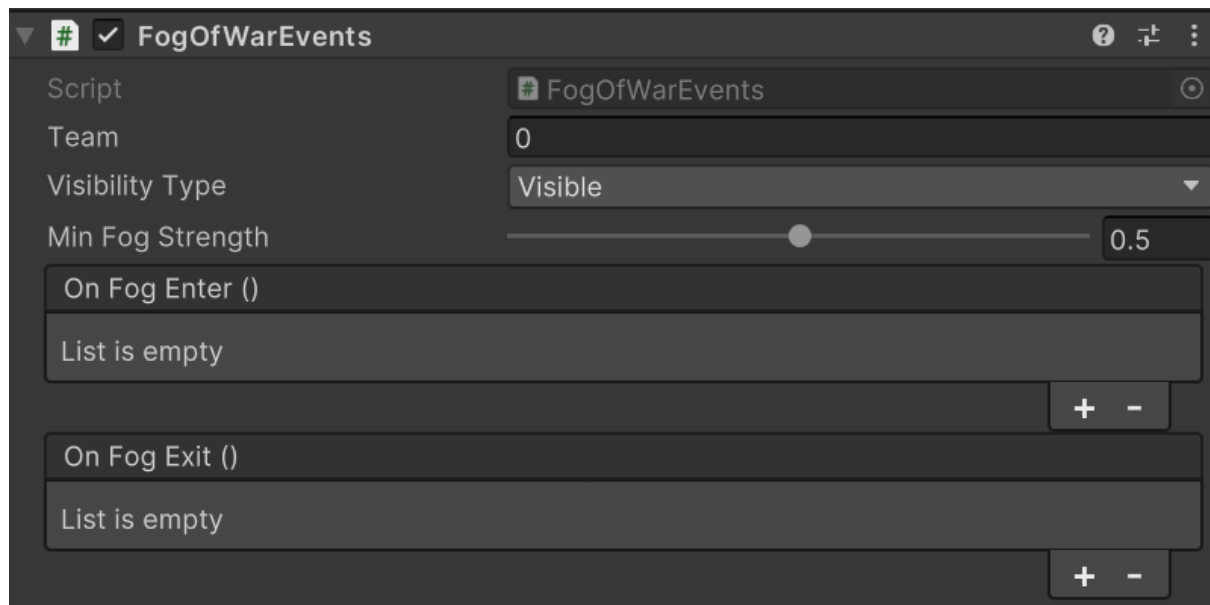 FogOfWarEvents
Script FogOfWarEvents
Team 0
Visibility Type Visible
Min Fog Strength 0.5
On Fog Enter ()
List is empty
+ -
On Fog Exit ()
List is empty
+ -